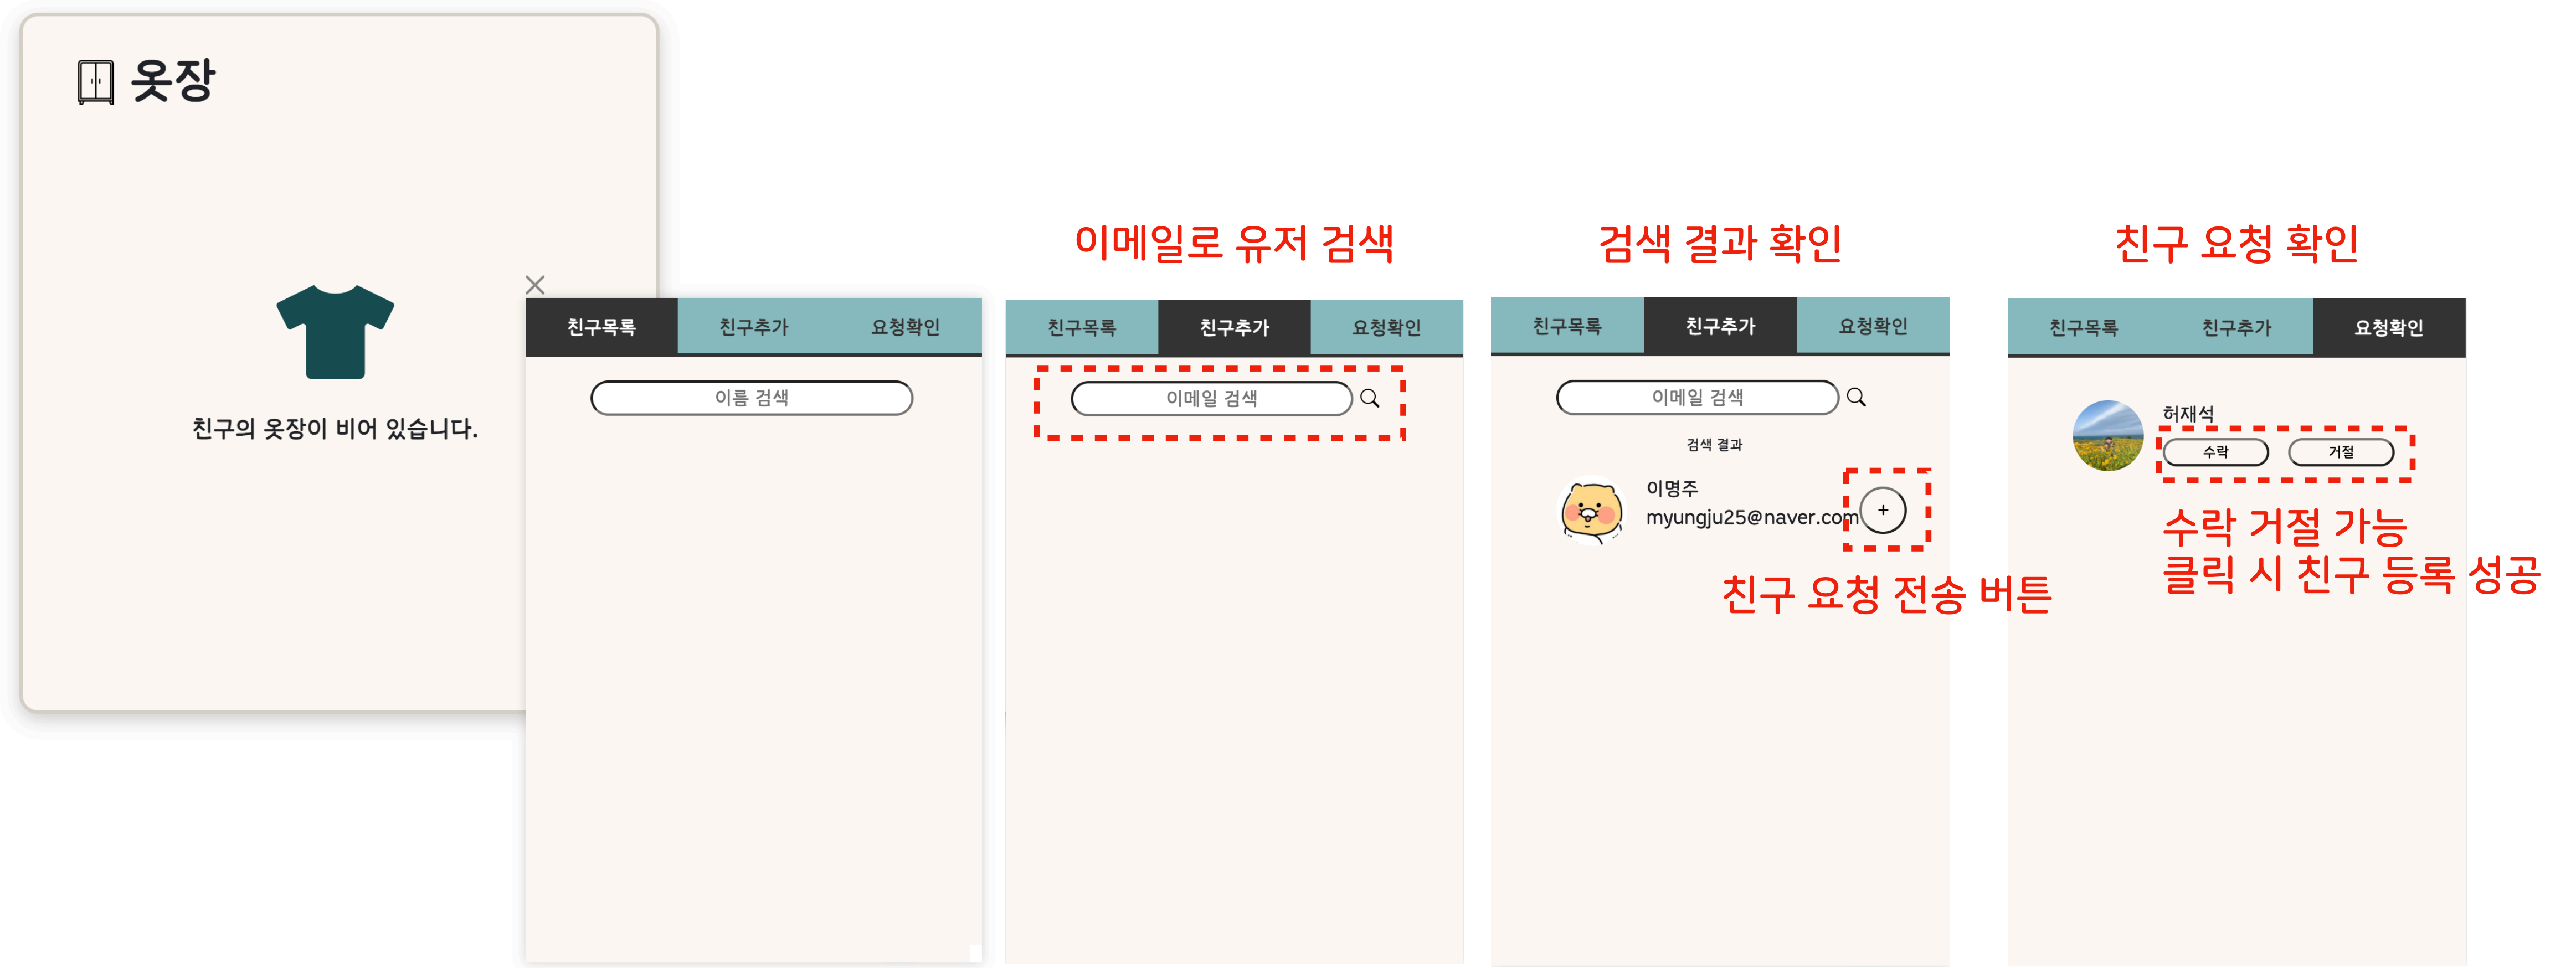 옷장
친구의 옷장이 비어 있습니다.
친구목록 친구추가 요청확인
이름 검색
이메일로 유저 검색
친구목록 친구추가 요청확인
이메일 검색
검색 결과 확인
친구목록 친구추가 요청확인
이메일 검색
검색 결과
이명주
myungju25@naver.com
+
친구 요청 전송 버튼
친구 요청 확인
친구목록 친구추가 요청확인
허재석
수락 거절
수락 거절 가능
클릭 시 친구 등록 성공